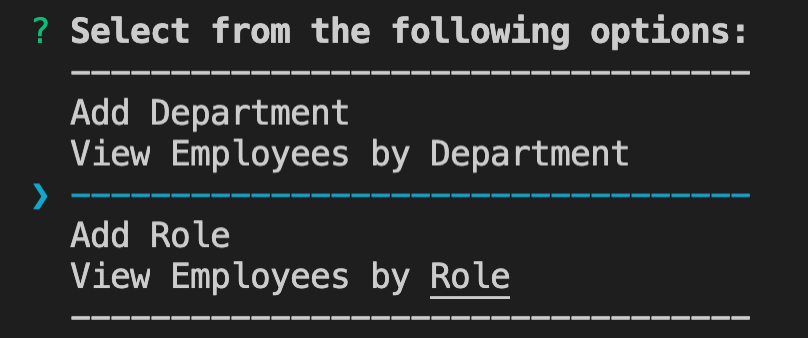 ? Select from the following options:
----------------------------------
Add Department
View Employees by Department
❯ ----------------------------------
Add Role
View Employees by Role
----------------------------------